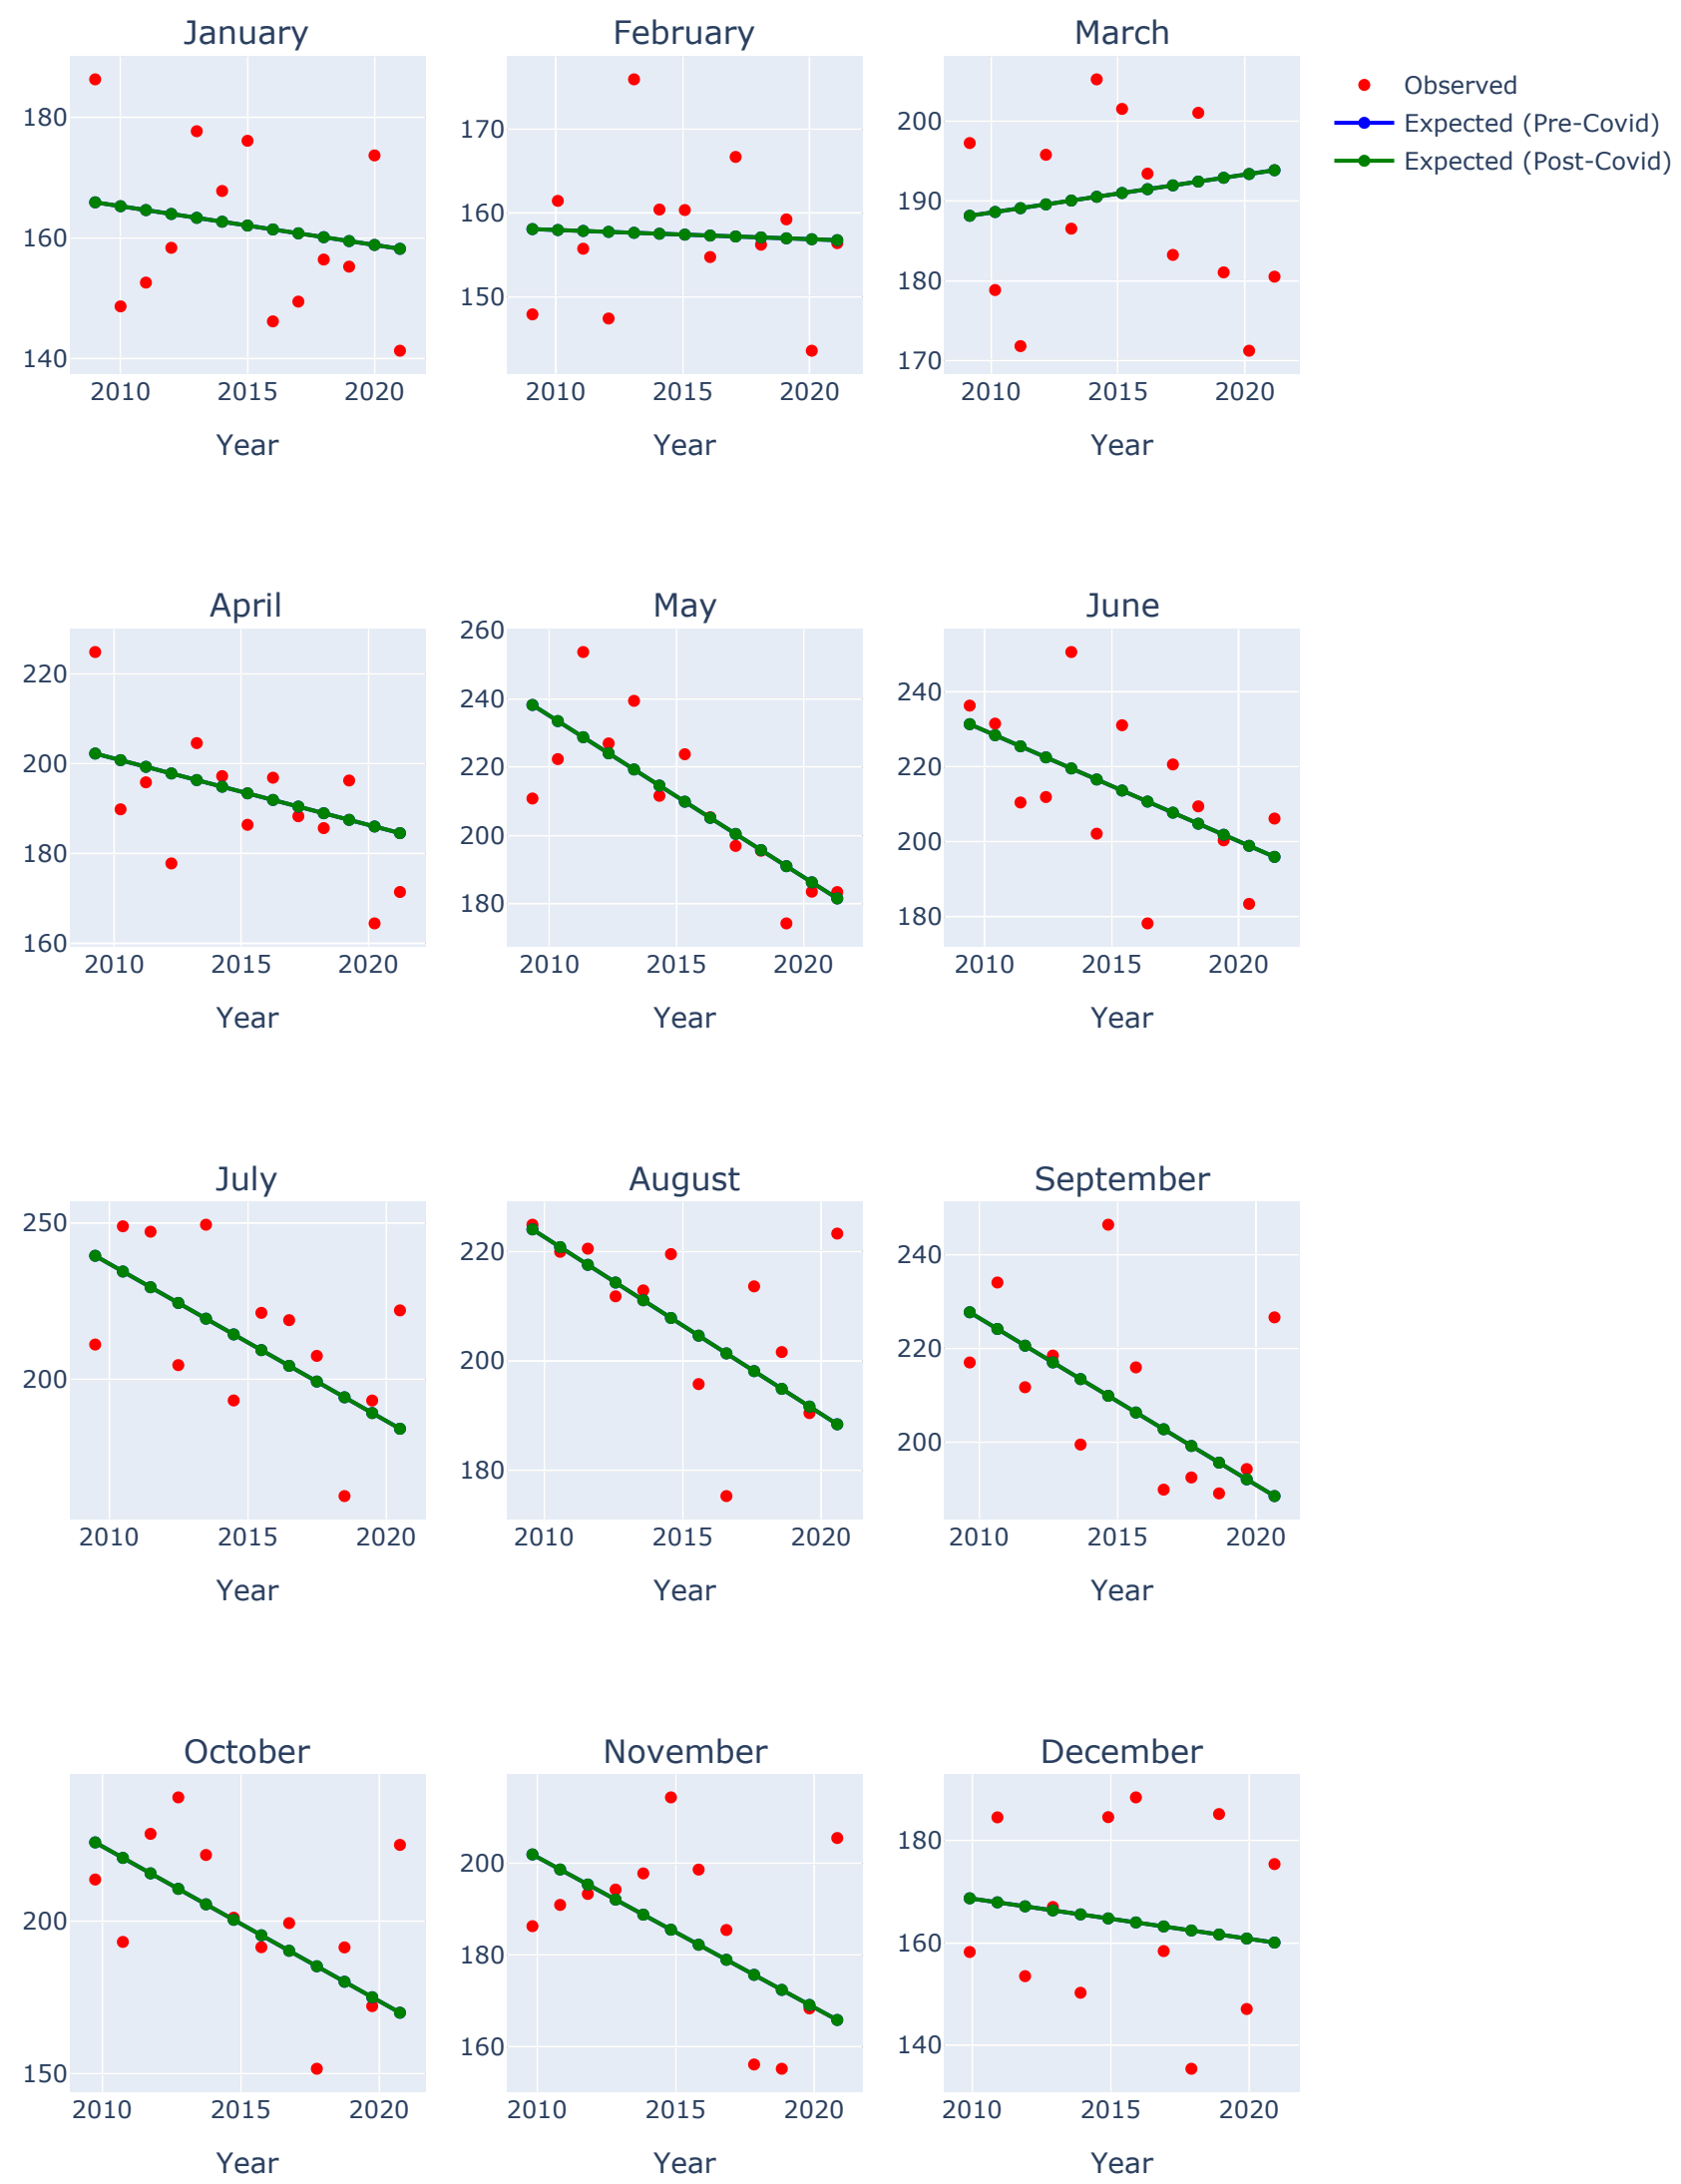 January
February
March
Observed
Expected (Pre-Covid)
Expected (Post-Covid)
180
160
140
170
160
150
200
190
180
170
2010 2015 2020
2010 2015 2020
2010 2015 2020
Year
Year
Year
April
May
June
220
200
180
160
260
240
220
200
180
240
220
200
180
2010 2015 2020
2010 2015 2020
2010 2015 2020
Year
Year
Year
July
August
September
250
200
220
200
180
240
220
200
2010 2015 2020
2010 2015 2020
2010 2015 2020
Year
Year
Year
October
November
December
200
150
200
180
160
180
160
140
2010 2015 2020
2010 2015 2020
2010 2015 2020
Year
Year
Year